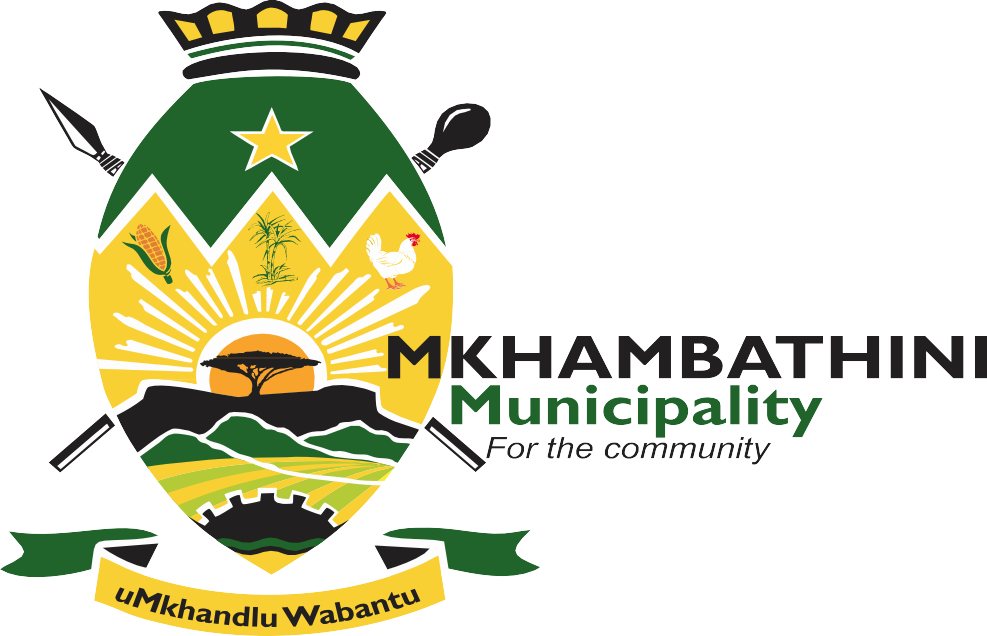 MKHAMBATHINI
Municipality
For the community
uMkhandlu Wabantu